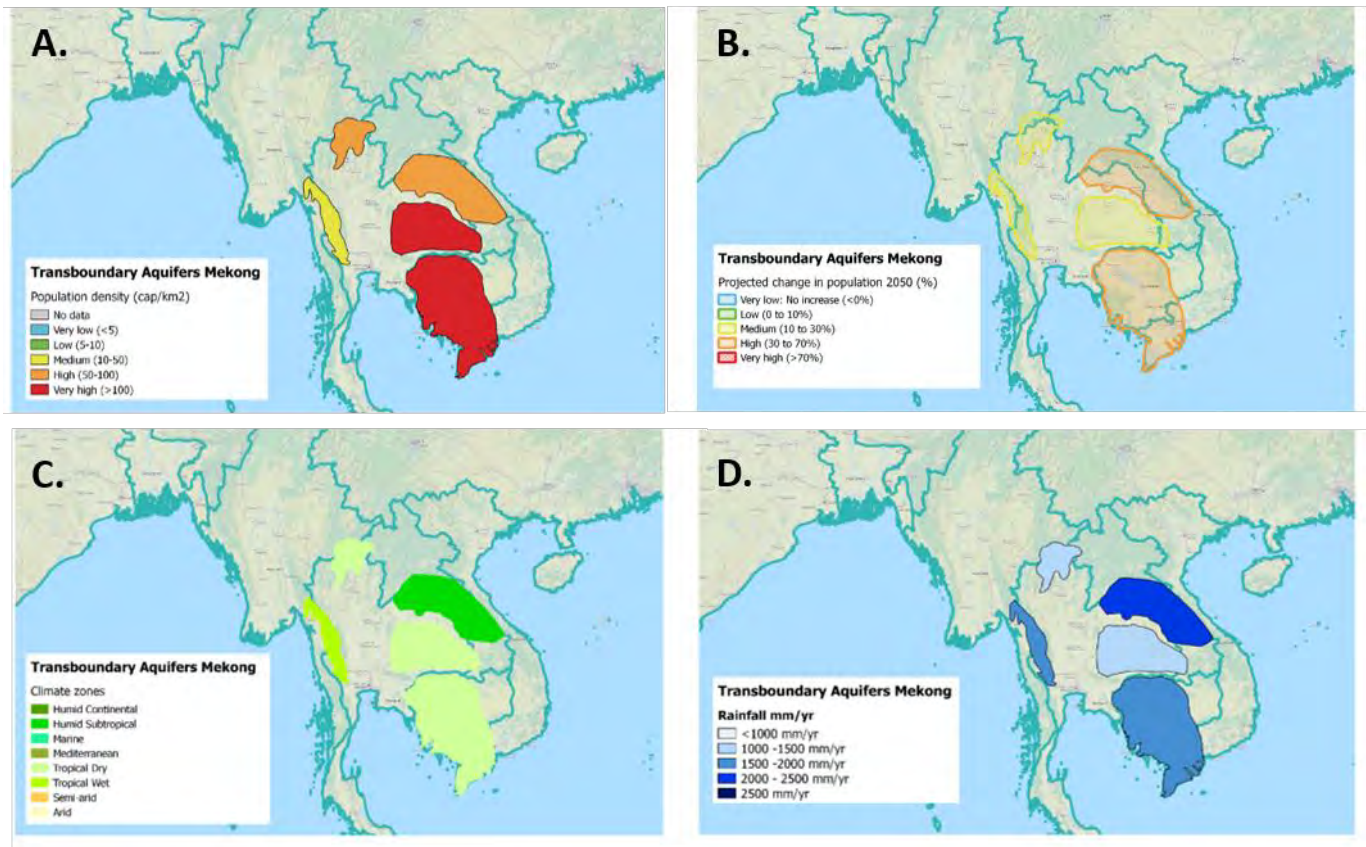 A.
Transboundary Aquifers Mekong
Population density (cap/km2)
No data
Very low (<5)
Low (5-10)
Medium (10-50)
High (50-100)
Very high (>100)
B.
Transboundary Aquifers Mekong
Projected change in population 2050 (%)
Very low: No increase (<0%)
Low (0 to 10%)
Medium (10 to 30%)
High (30 to 70%)
Very high (>70%)
C.
Transboundary Aquifers Mekong
Climate zones
Humid Continental
Humid Subtropical
Marine
Mediterranean
Tropical Dry
Tropical Wet
Semi-arid
Arid
D.
Transboundary Aquifers Mekong
Rainfall mm/yr
<1000 mm/yr
1000 -1500 mm/yr
1500 -2000 mm/yr
2000 - 2500 mm/yr
2500 mm/yr